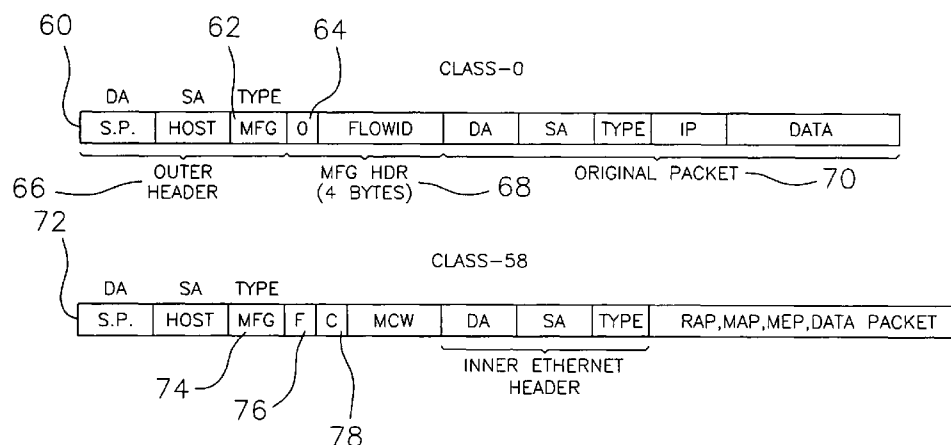 60
62
64
CLASS-0
DA SA TYPE
S.P. HOST MFG 0 FLOWID DA SA TYPE IP DATA
OUTER HEADER
MFG HDR (4 BYTES)
ORIGINAL PACKET
66
68
70
72
CLASS-58
DA SA TYPE
S.P. HOST MFG F C MCW DA SA TYPE RAP,MAP,MEP,DATA PACKET
INNER ETHERNET HEADER
74
76
78